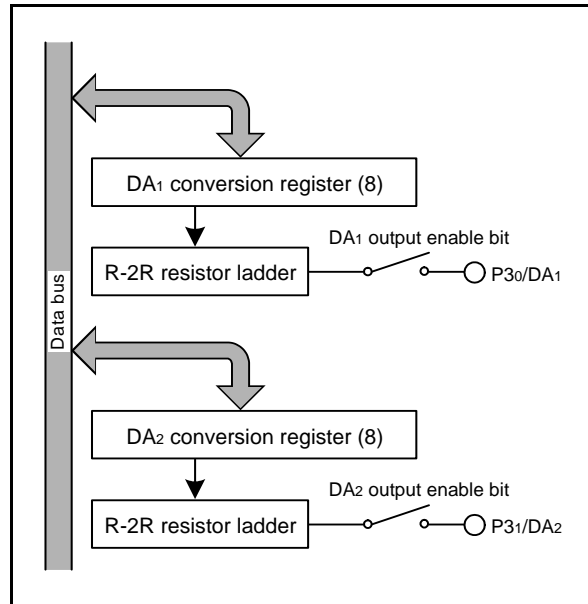 DA1 conversion register (8)
DA1 output enable bit
R-2R resistor ladder
P30/DA1
Data bus
DA2 conversion register (8)
DA2 output enable bit
R-2R resistor ladder
P31/DA2